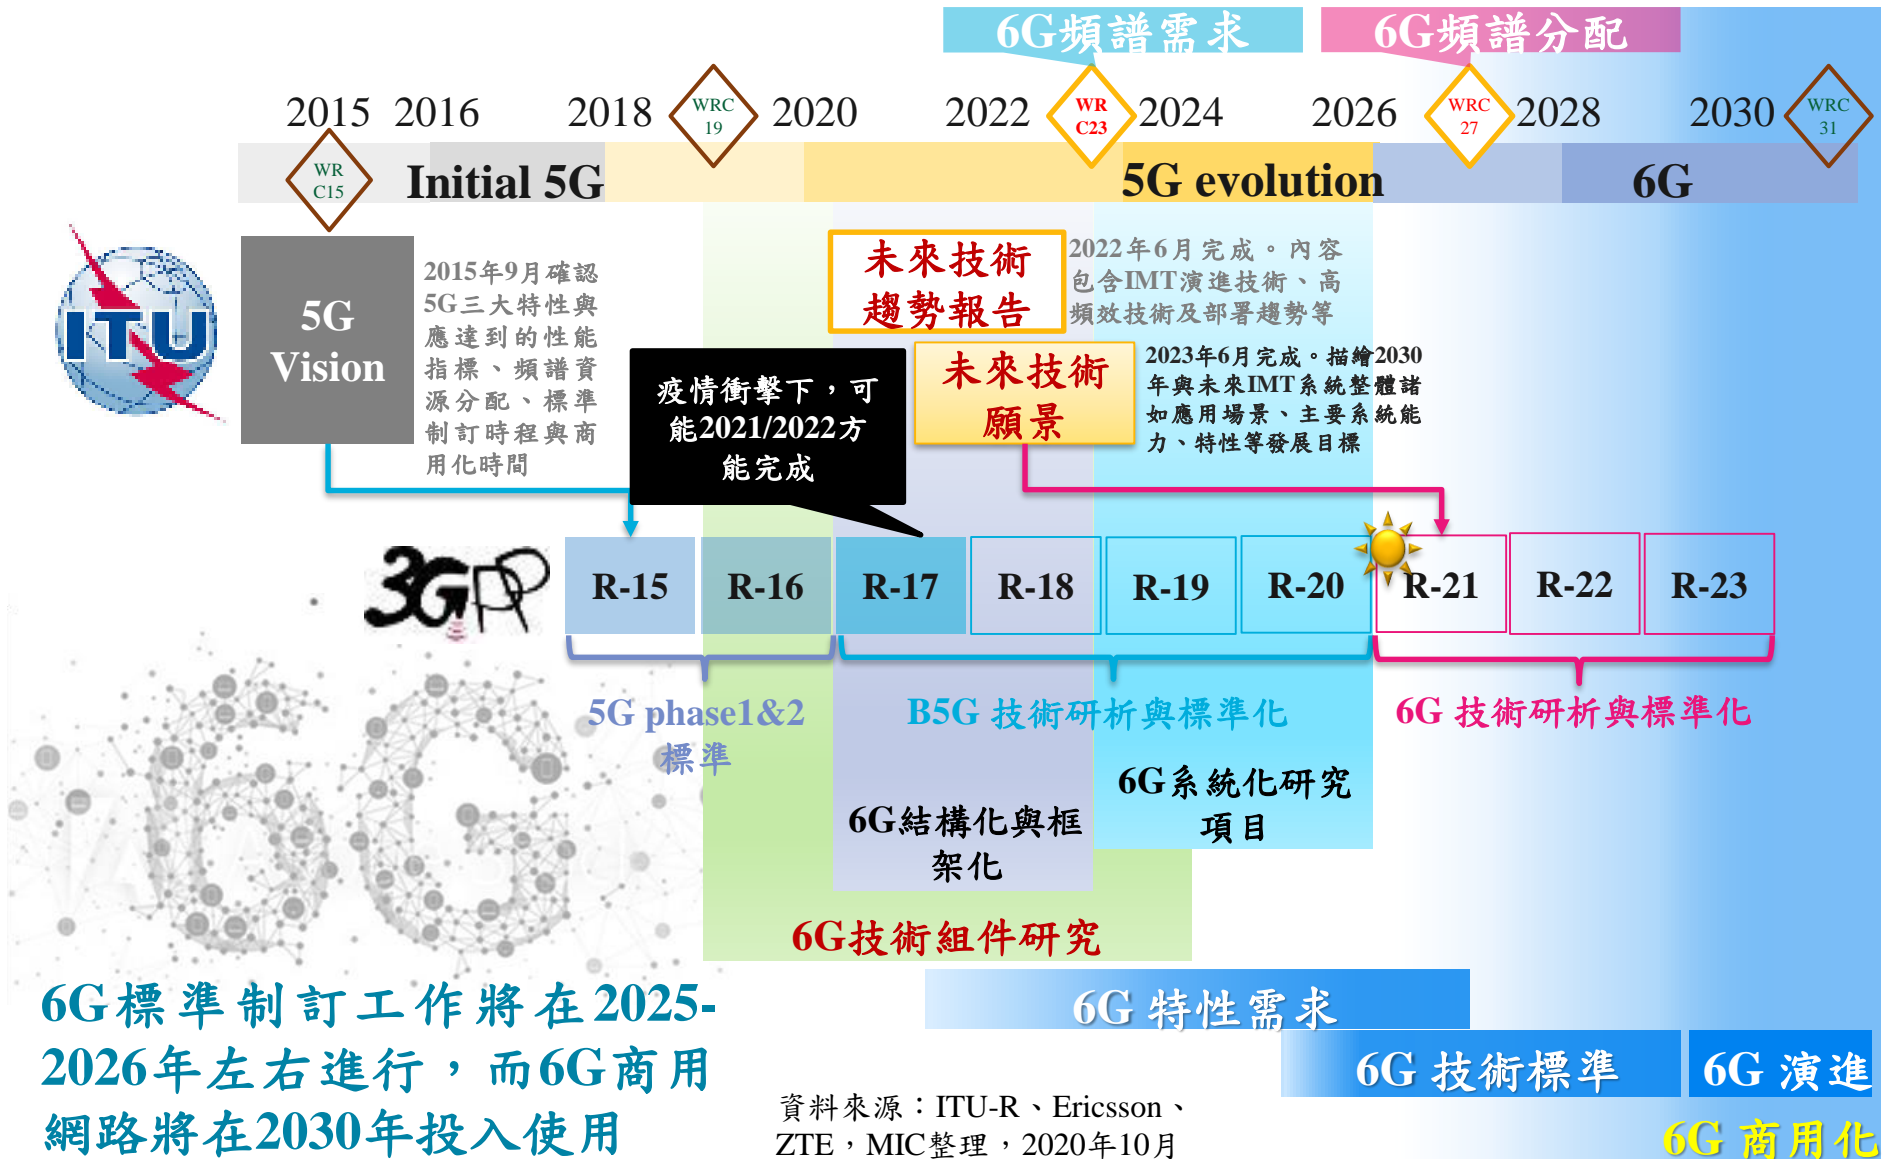 6G頻譜需求
6G頻譜分配
2015 2016 2018 2020 2022 2024 2026 2028 2030
WR
C15
WRC
19
WR
C23
WRC
27
WRC
31
Initial 5G
5G evolution
6G
ITU
5G
Vision
2015年9月確認
5G三大特性與
應達到的性能
指標、頻譜資
源分配、標準
制訂時程與商
用化時間
未來技術
趨勢報告
2022年6月完成。內容
包含IMT演進技術、高
頻效技術及部署趨勢等
未來技術
願景
2023年6月完成。描繪2030
年與未來IMT系統整體諸
如應用場景、主要系統能
力、特性等發展目標
疫情衝擊下，可
能2021/2022方
能完成
3GPP
R-15
R-16
R-17
R-18
R-19
R-20
R-21
R-22
R-23
5G phase1&2
標準
B5G 技術研析與標準化
6G 技術研析與標準化
6G系統化研究
項目
6G結構化與框
架化
6G技術組件研究
6G
6G 特性需求
6G 技術標準
6G 演進
6G 商用化
6G標準制訂工作將在2025-
2026年左右進行，而6G商用
網路將在2030年投入使用
資料來源：ITU-R、Ericsson、
ZTE，MIC整理，2020年10月